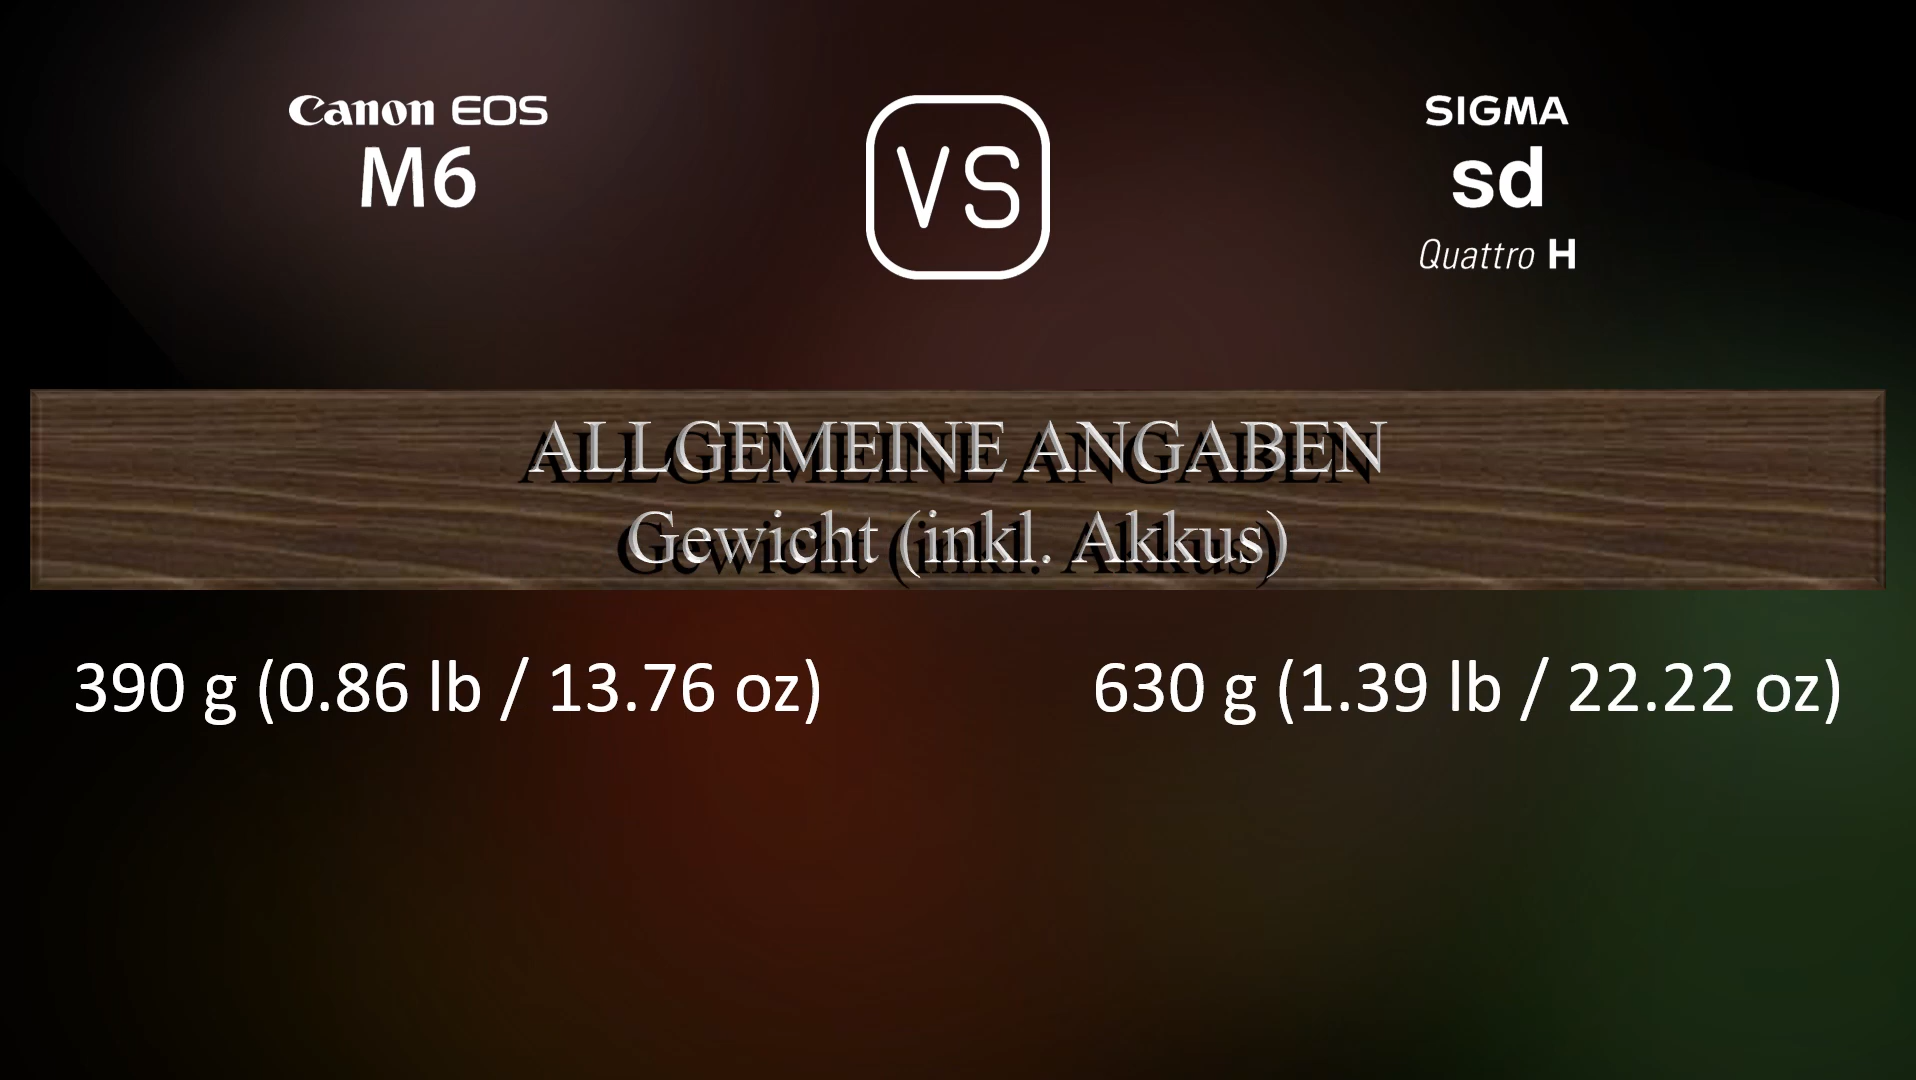 Canon EOS
M6
VS
SIGMA
sd
Quattro H
ALLGEMEINE ANGABEN
Gewicht (inkl. Akkus)
390 g (0.86 lb / 13.76 oz)
630 g (1.39 lb / 22.22 oz)